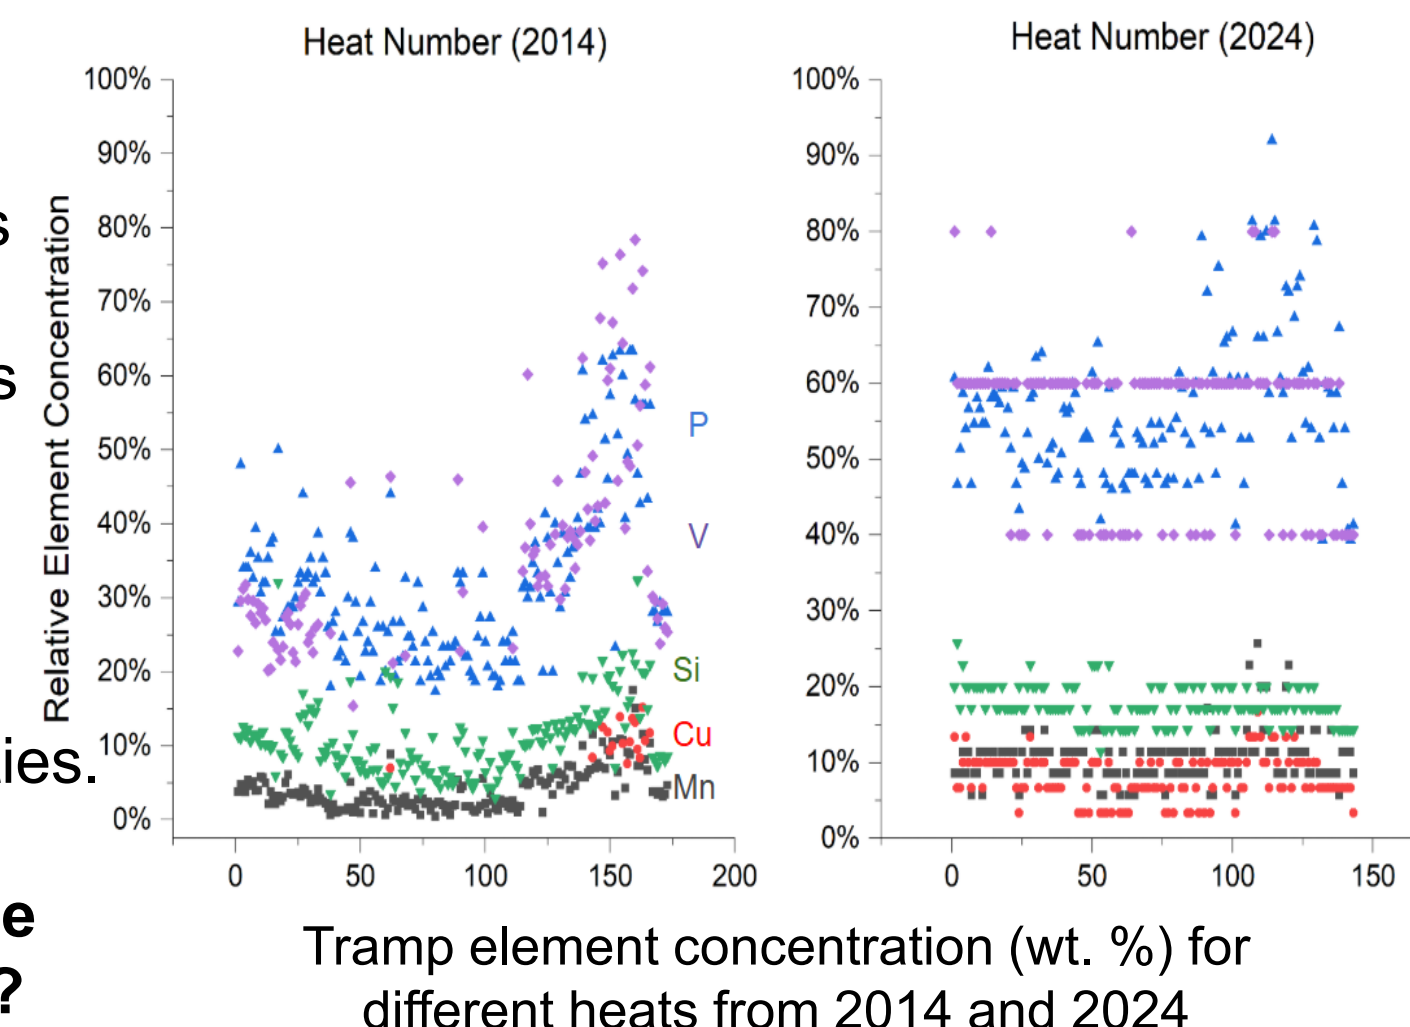 Heat Number (2014)
Heat Number (2024)
Relative Element Concentration
100%
90%
80%
70%
60%
50%
40%
30%
20%
10%
0%
0 50 100 150 200
P
V
Si
Cu
Mn
100%
90%
80%
70%
60%
50%
40%
30%
20%
10%
0%
0 50 100 150
s
s
ies.
e
?
Tramp element concentration (wt. %) for
different heats from 2014 and 2024